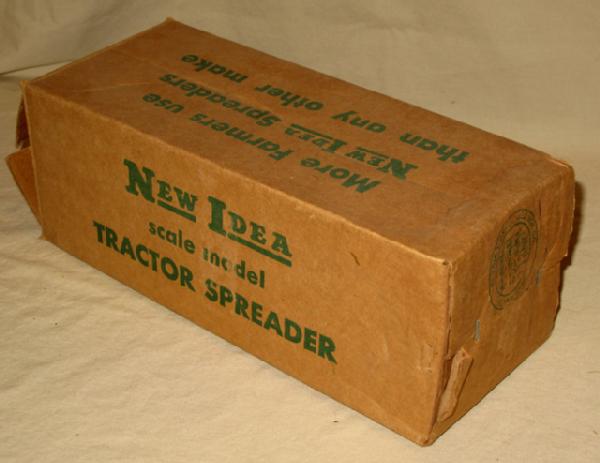 More Farmers use
NEW IDEA Spreaders
than any other make
NEW IDEA
scale model
TRACTOR SPREADER